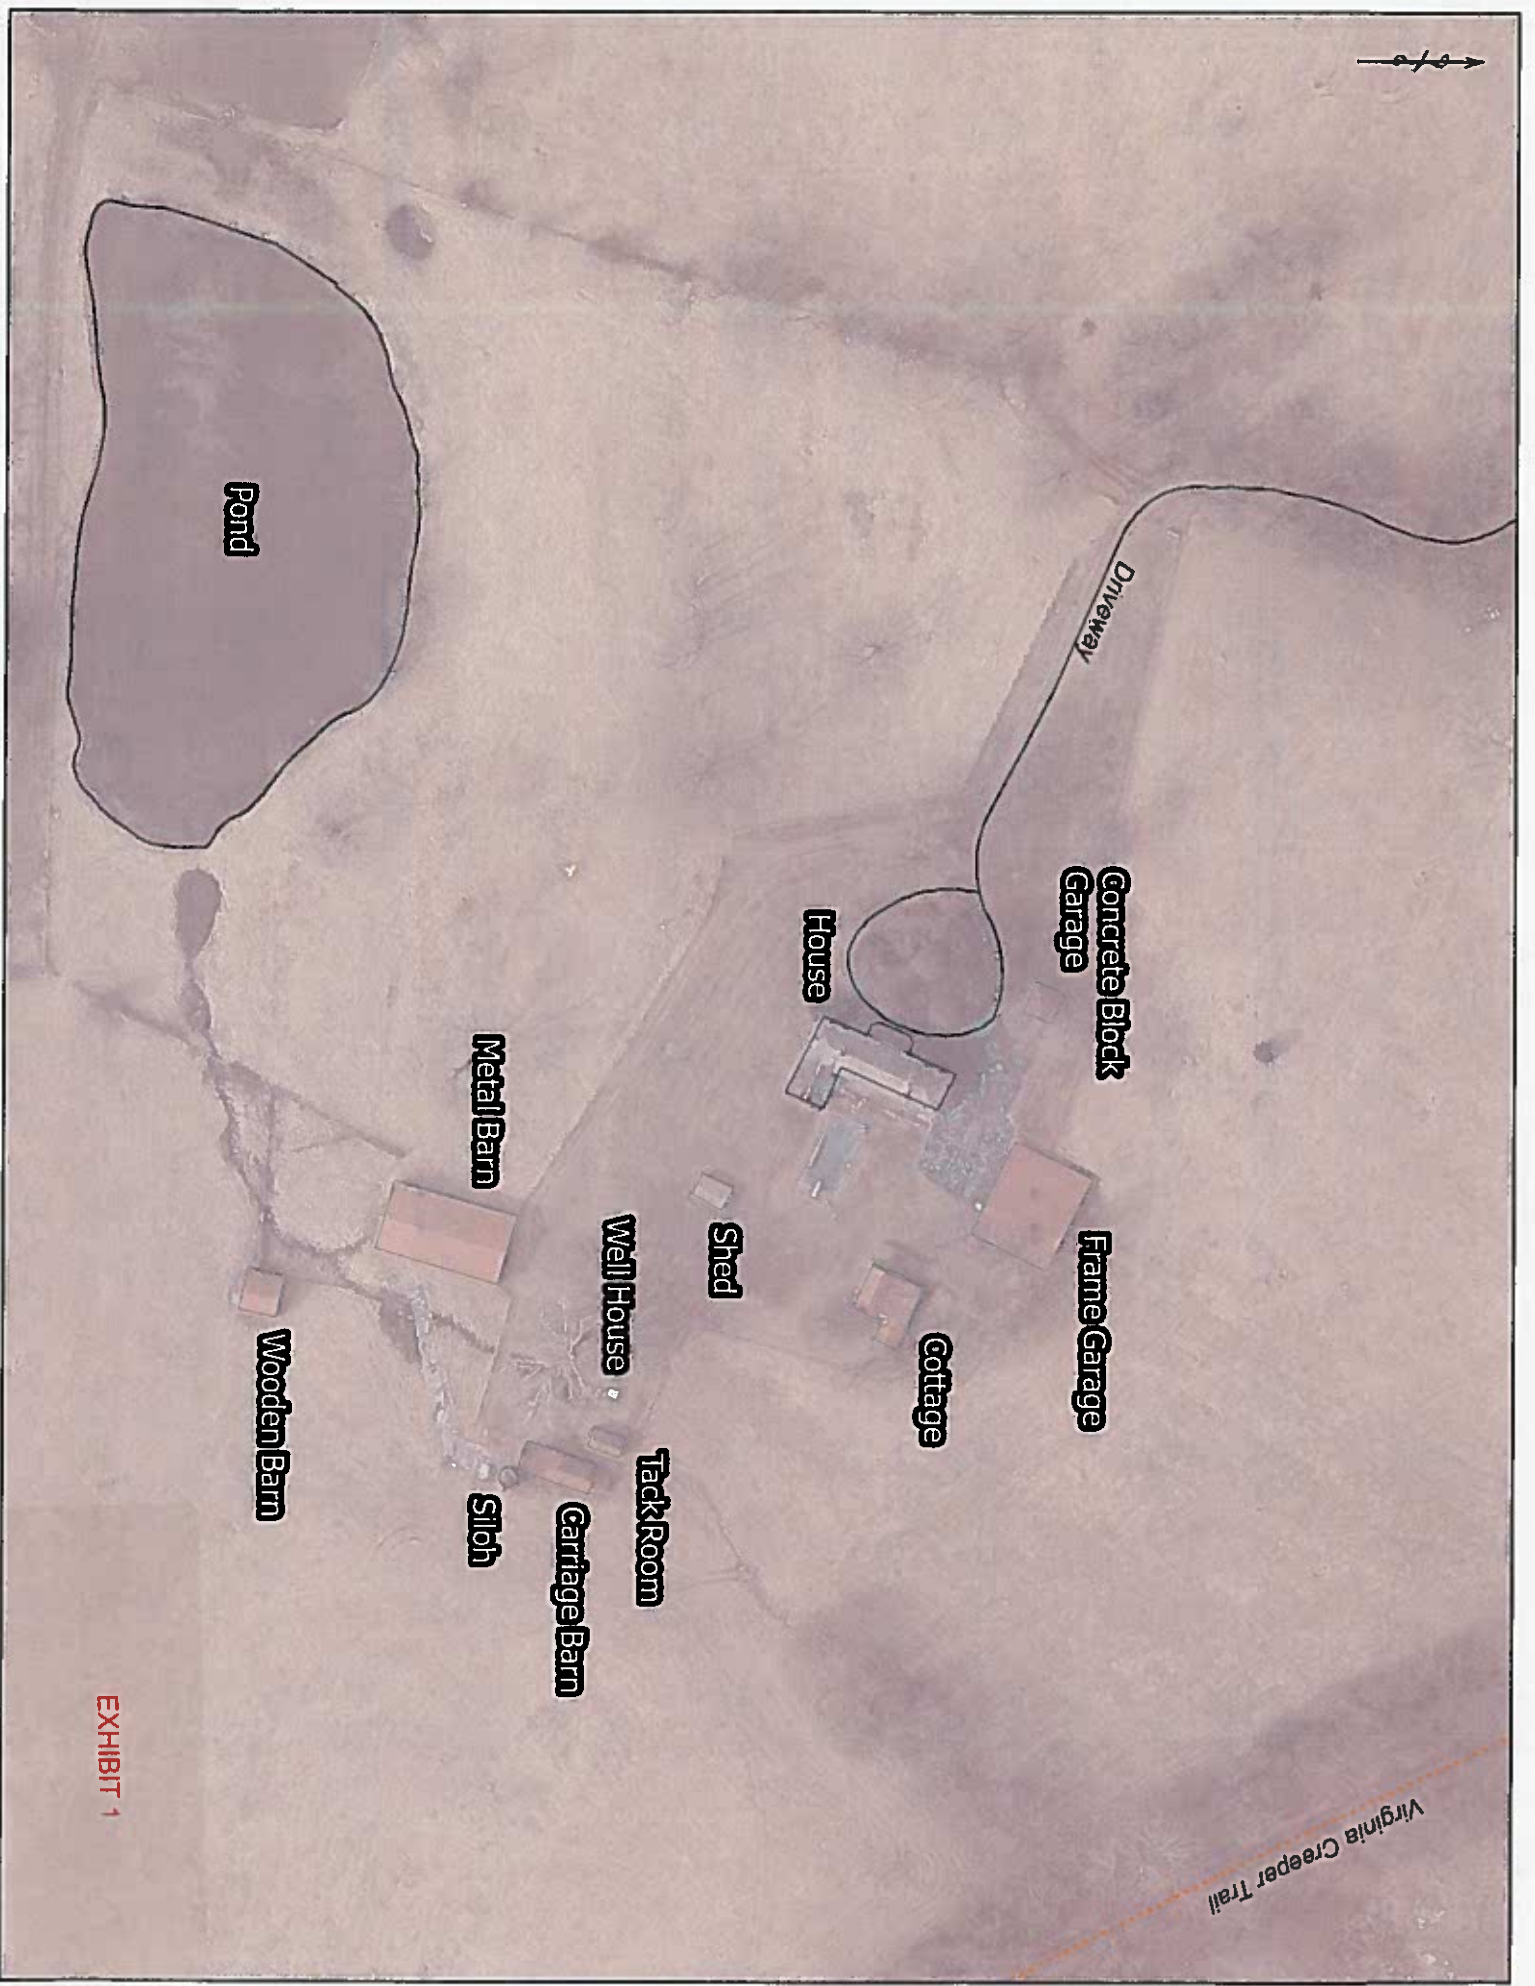 Virginia Creeper Trail
Driveway
Concrete Block
Garage
Frame Garage
House
Cottage
Shed
Tack Room
Well House
Carriage Barn
Metal Barn
Siloh
Pond
Wooden Barn
EXHIBIT 1